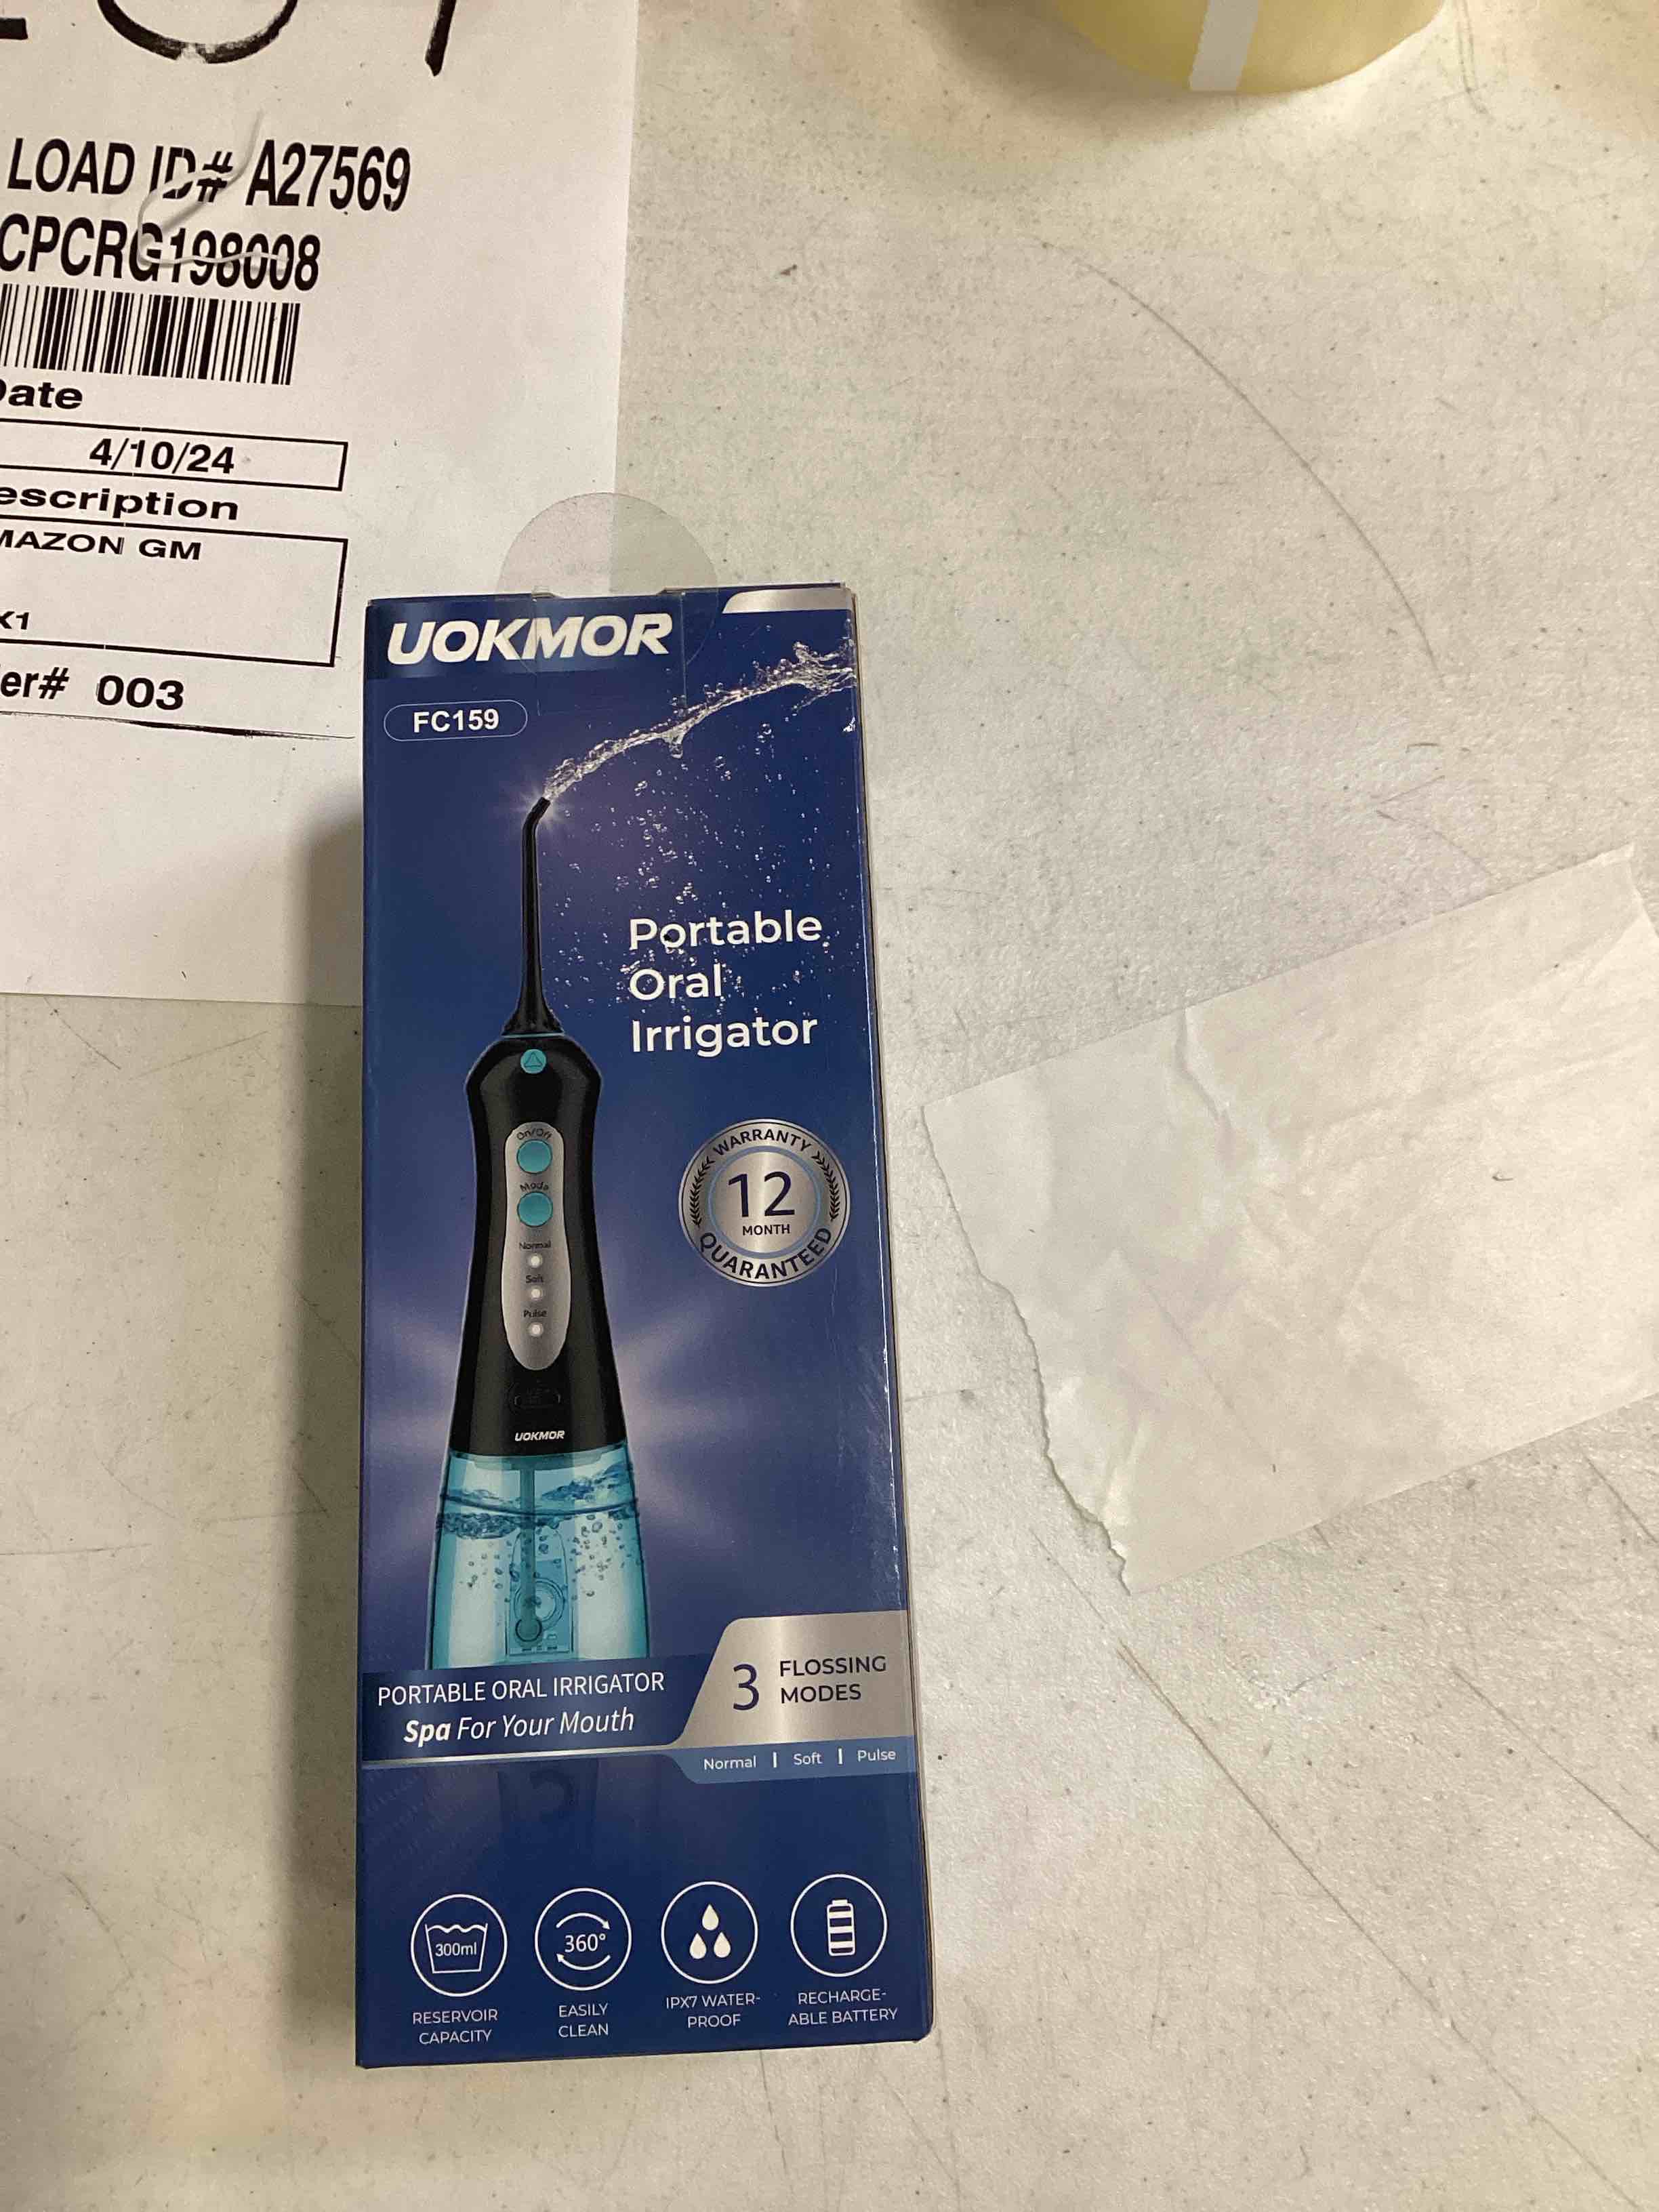 LOAD ID# A27569
CPCRG198008
Date
4/10/24
escription
MAZON GM
X1
er# 003
UOKMOR
FC159
Portable
Oral
Irrigator
On/Off
Mode
Normal
Soft
Pulse
UOKMOR
WARRANTY
12
MONTH
QUARANTEED
PORTABLE ORAL IRRIGATOR
Spa For Your Mouth
3 FLOSSING
MODES
Normal | Soft | Pulse
300ml
RESERVOIR
CAPACITY
360°
EASILY
CLEAN
IPX7 WATER-
PROOF
RECHARGE-
ABLE BATTERY